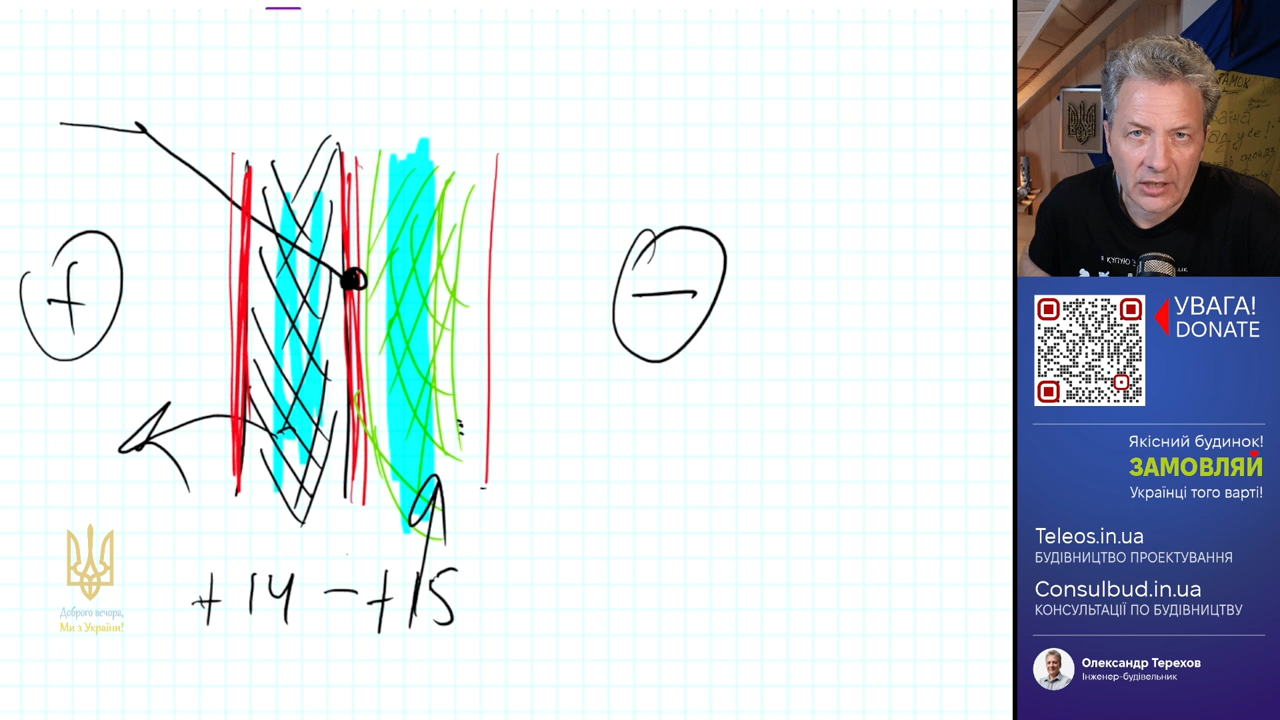 +
−
+14 − +15
Доброго вечора,
Ми з України!
УВАГА!
DONATE
Якісний будинок!
ЗАМОВЛЯЙ
Українці того варті!
Teleos.in.ua
БУДІВНИЦТВО ПРОЕКТУВАННЯ
Consulbud.in.ua
КОНСУЛЬТАЦІЇ ПО БУДІВНИЦТВУ
Олександр Терехов
Інженер-будівельник